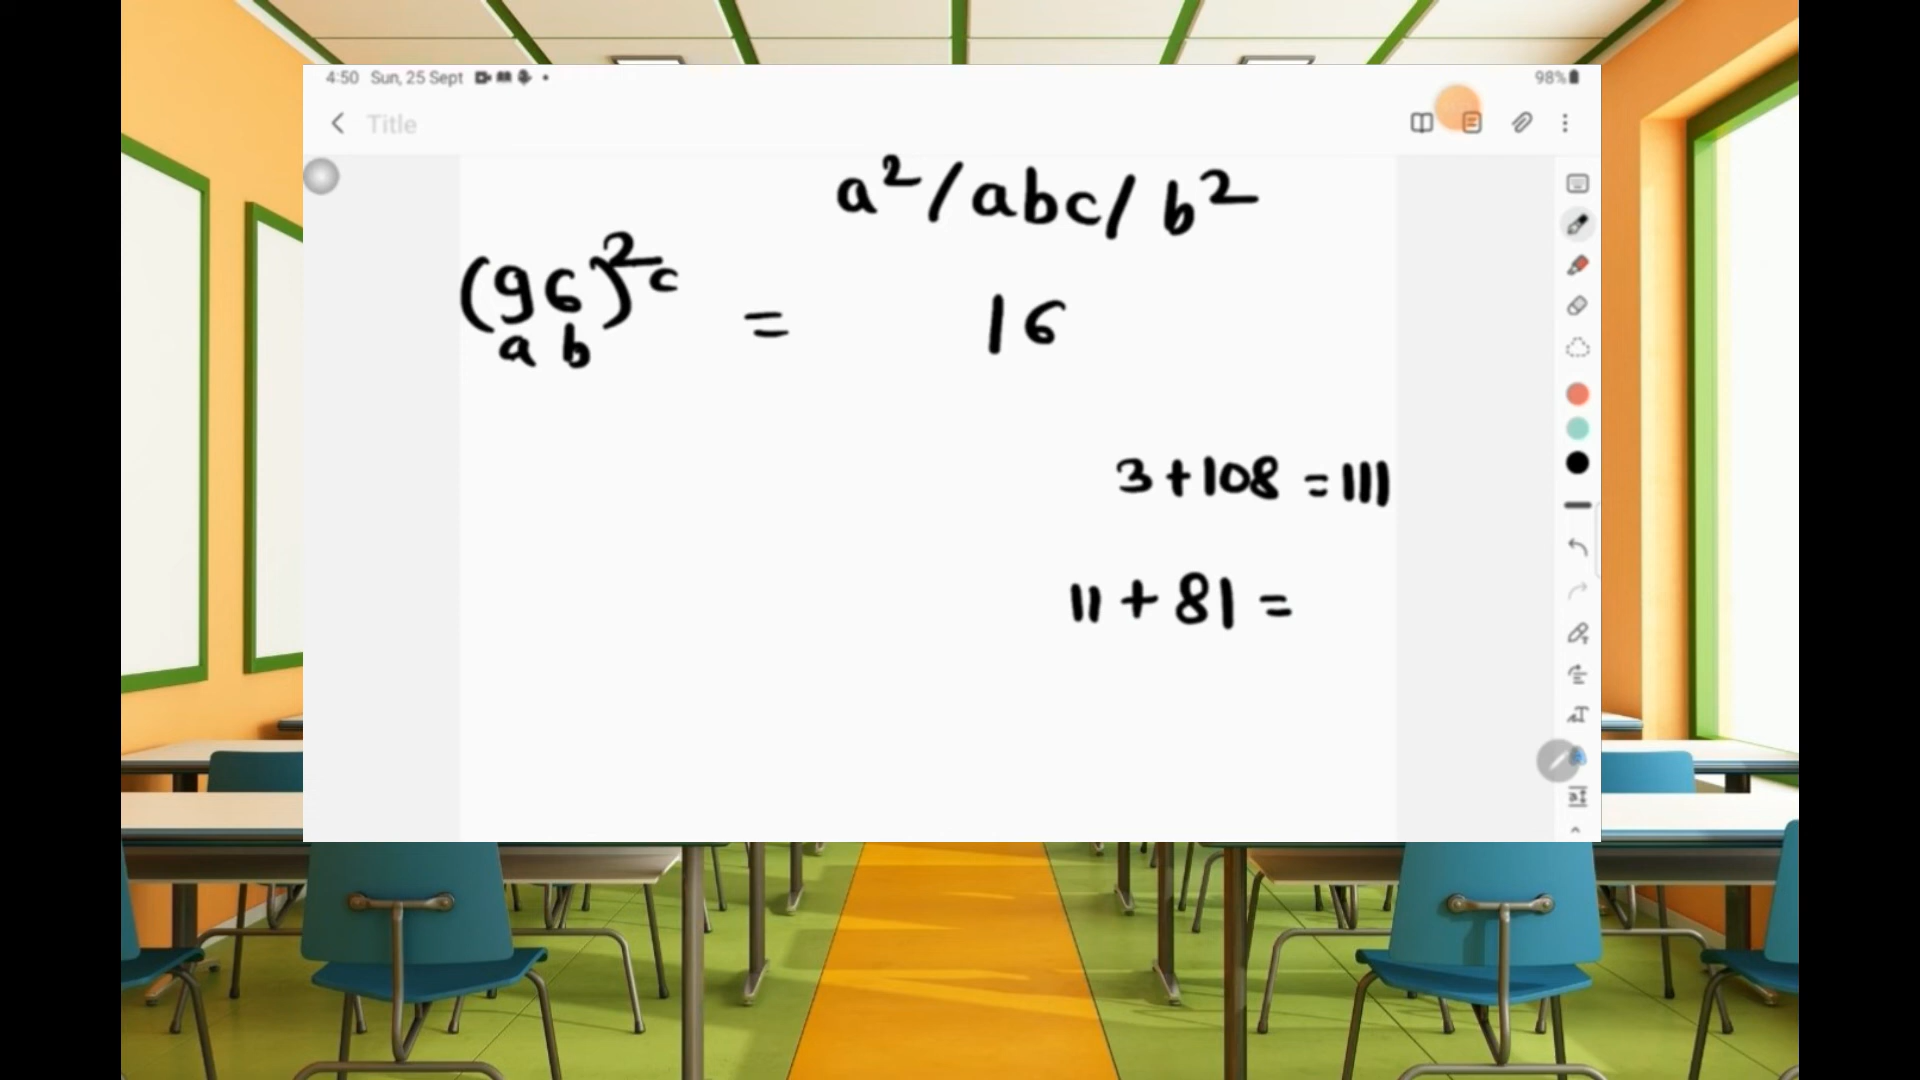 4:50 Sun, 25 Sept 98%
Title
a²/abc/b²
(96)²c
a b
= 16
3+108 = 111
11 + 81 =